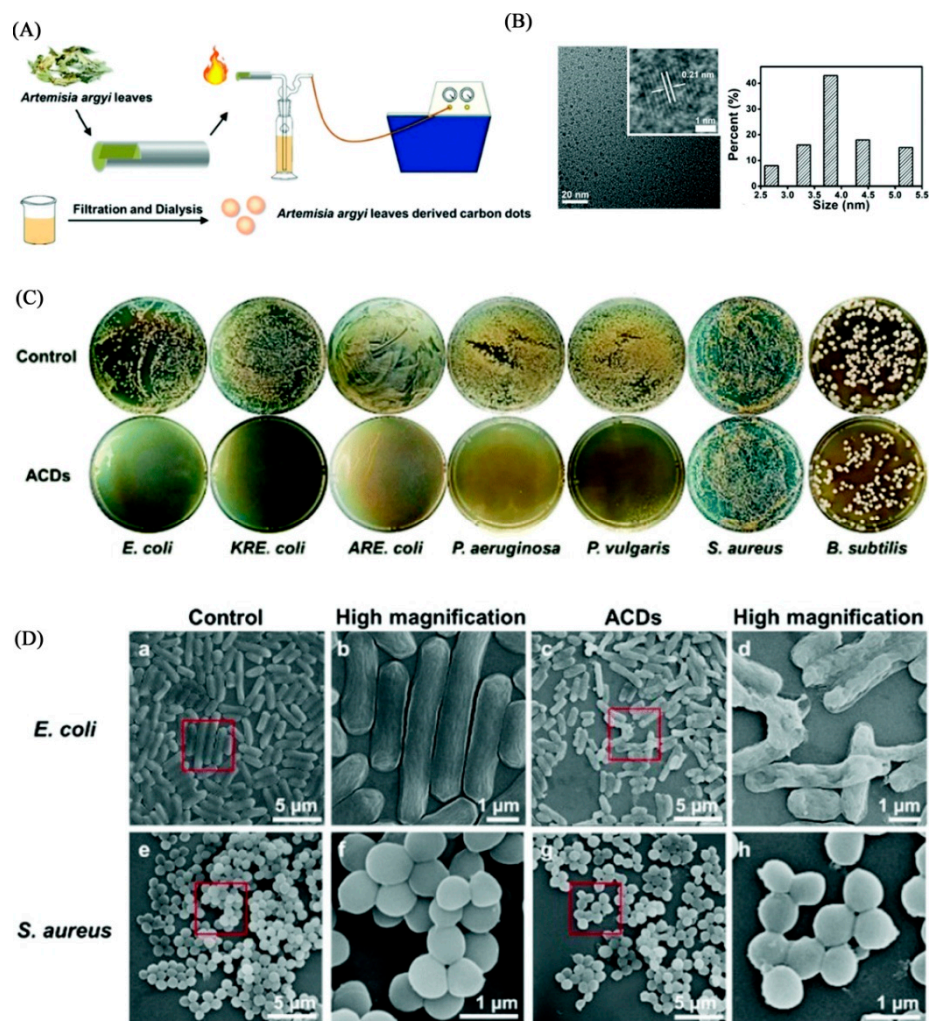 (A)
Artemisia argyi leaves
Filtration and Dialysis
Artemisia argyi leaves derived carbon dots
(B)
0.21 nm
1 nm
20 nm
Percent (%)
40
30
20
10
0
2.5 3.0 3.5 4.0 4.5 5.0 5.5
Size (nm)
(C)
Control
ACDs
E. coli KRE. coli ARE. coli P. aeruginosa P. vulgaris S. aureus B. subtilis
(D)
Control High magnification ACDs High magnification
E. coli
a b c d
5 μm 1 μm 5 μm 1 μm
S. aureus
e f g h
5 μm 1 μm 5 μm 1 μm